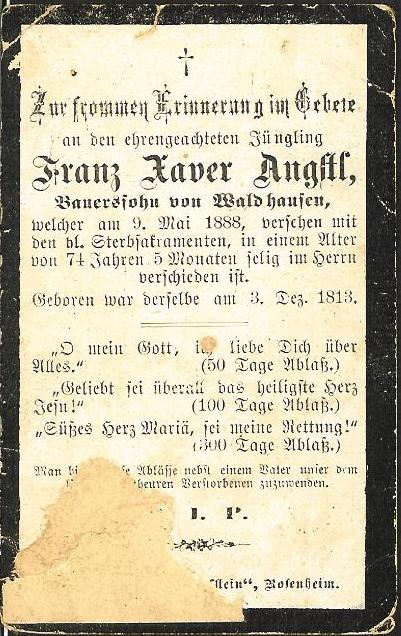 †
Zur frommen Erinnerung im Gebete
an den ehrengeachteten Jüngling
Franz Xaver Angstl,
Bauerssohn von Waldhausen,
welcher am 9. Mai 1888, versehen mit
den hl. Sterbsakramenten, in einem Alter
von 74 Jahren 5 Monaten selig im Herrn
verschieden ist.
Geboren war derselbe am 3. Dez. 1813.
„O mein Gott, ich liebe Dich über
Alles.“ (50 Tage Ablaß.)
„Geliebt sei überall das heiligste Herz
Jesu!“ (100 Tage Ablaß.)
„Süßes Herz Mariä, sei meine Rettung!“
(300 Tage Ablaß.)
Man Ablässe nebst einem Vater unser dem
theuren Verstorbenen zuzuwenden.
I. P.
Rosenheim.